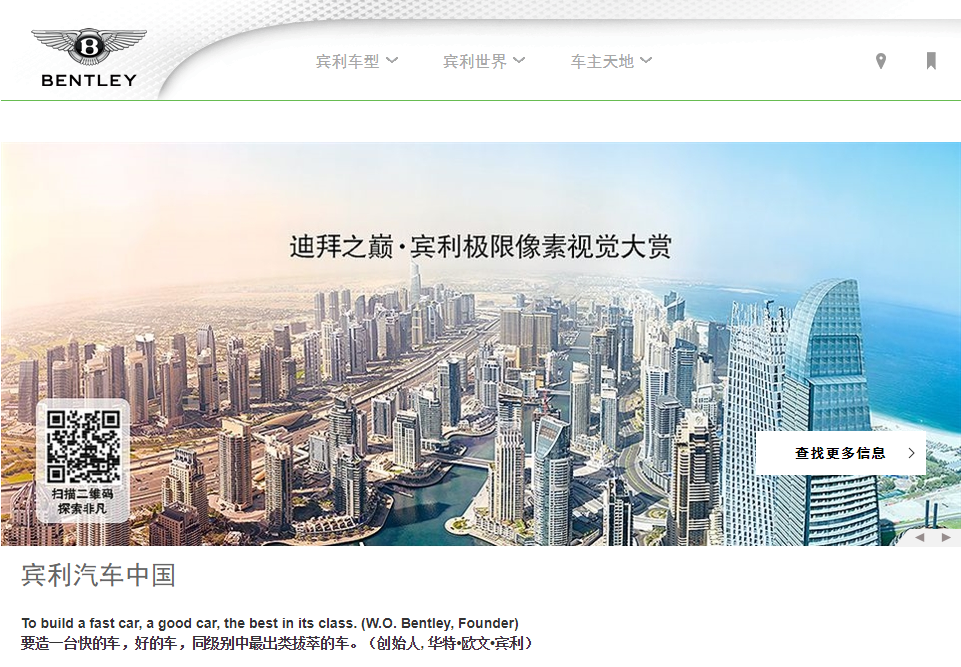 B
BENTLEY
宾利车型
宾利世界
车主天地
迪拜之巅·宾利极限像素视觉大赏
查找更多信息
扫描二维码
探索非凡
宾利汽车中国
To build a fast car, a good car, the best in its class. (W.O. Bentley, Founder)
要造一台快的车，好的车，同级别中最出类拔萃的车。（创始人, 华特•欧文•宾利）